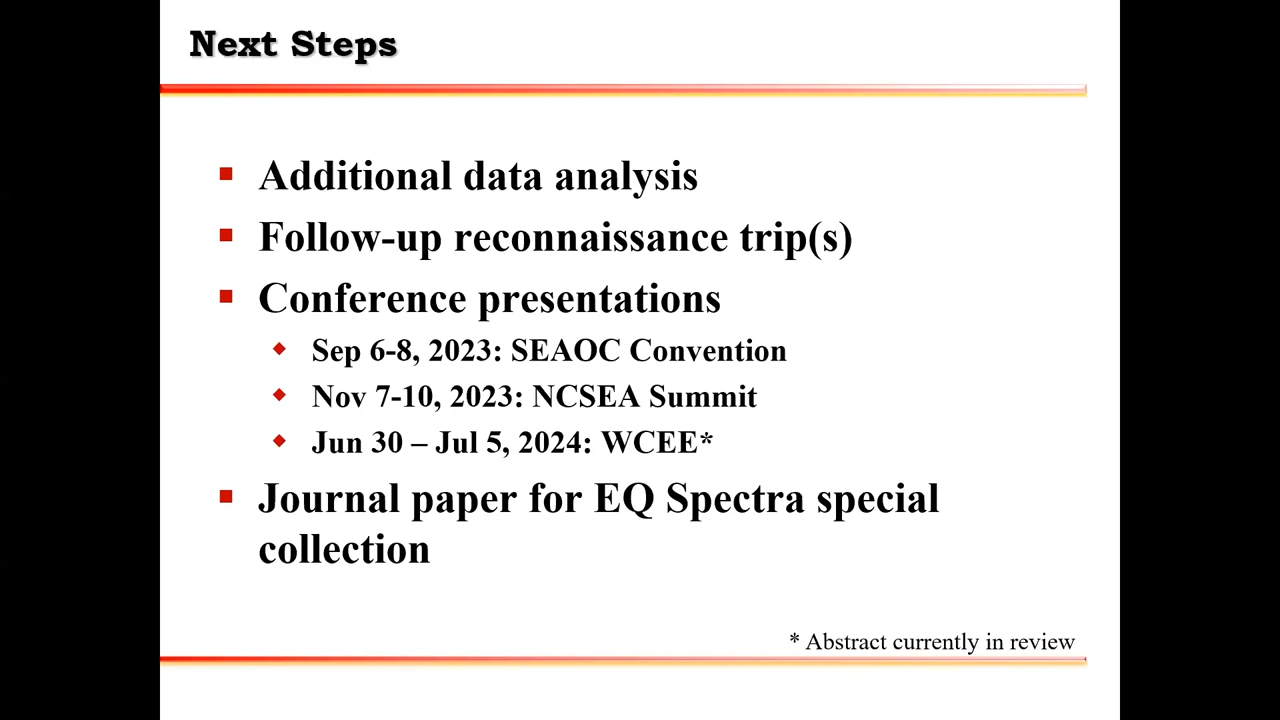 Next Steps
Additional data analysis
Follow-up reconnaissance trip(s)
Conference presentations
Sep 6-8, 2023: SEAOC Convention
Nov 7-10, 2023: NCSEA Summit
Jun 30 – Jul 5, 2024: WCEE*
Journal paper for EQ Spectra special
collection
* Abstract currently in review